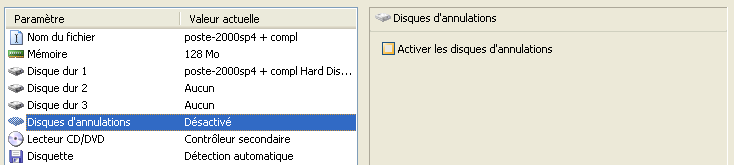 Paramètre Valeur actuelle
Nom du fichier poste-2000sp4 + compl
Mémoire 128 Mo
Disque dur 1 poste-2000sp4 + compl Hard Dis...
Disque dur 2 Aucun
Disque dur 3 Aucun
Disques d'annulations Désactivé
Lecteur CD/DVD Contrôleur secondaire
Disquette Détection automatique
Disques d'annulations
Activer les disques d'annulations